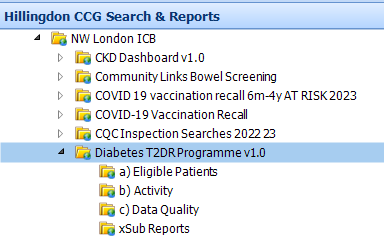 Hillingdon CCG Search & Reports
NW London ICB
CKD Dashboard v1.0
Community Links Bowel Screening
COVID 19 vaccination recall 6m-4y AT RISK 2023
COVID-19 Vaccination Recall
CQC Inspection Searches 2022 23
Diabetes T2DR Programme v1.0
a) Eligible Patients
b) Activity
c) Data Quality
xSub Reports